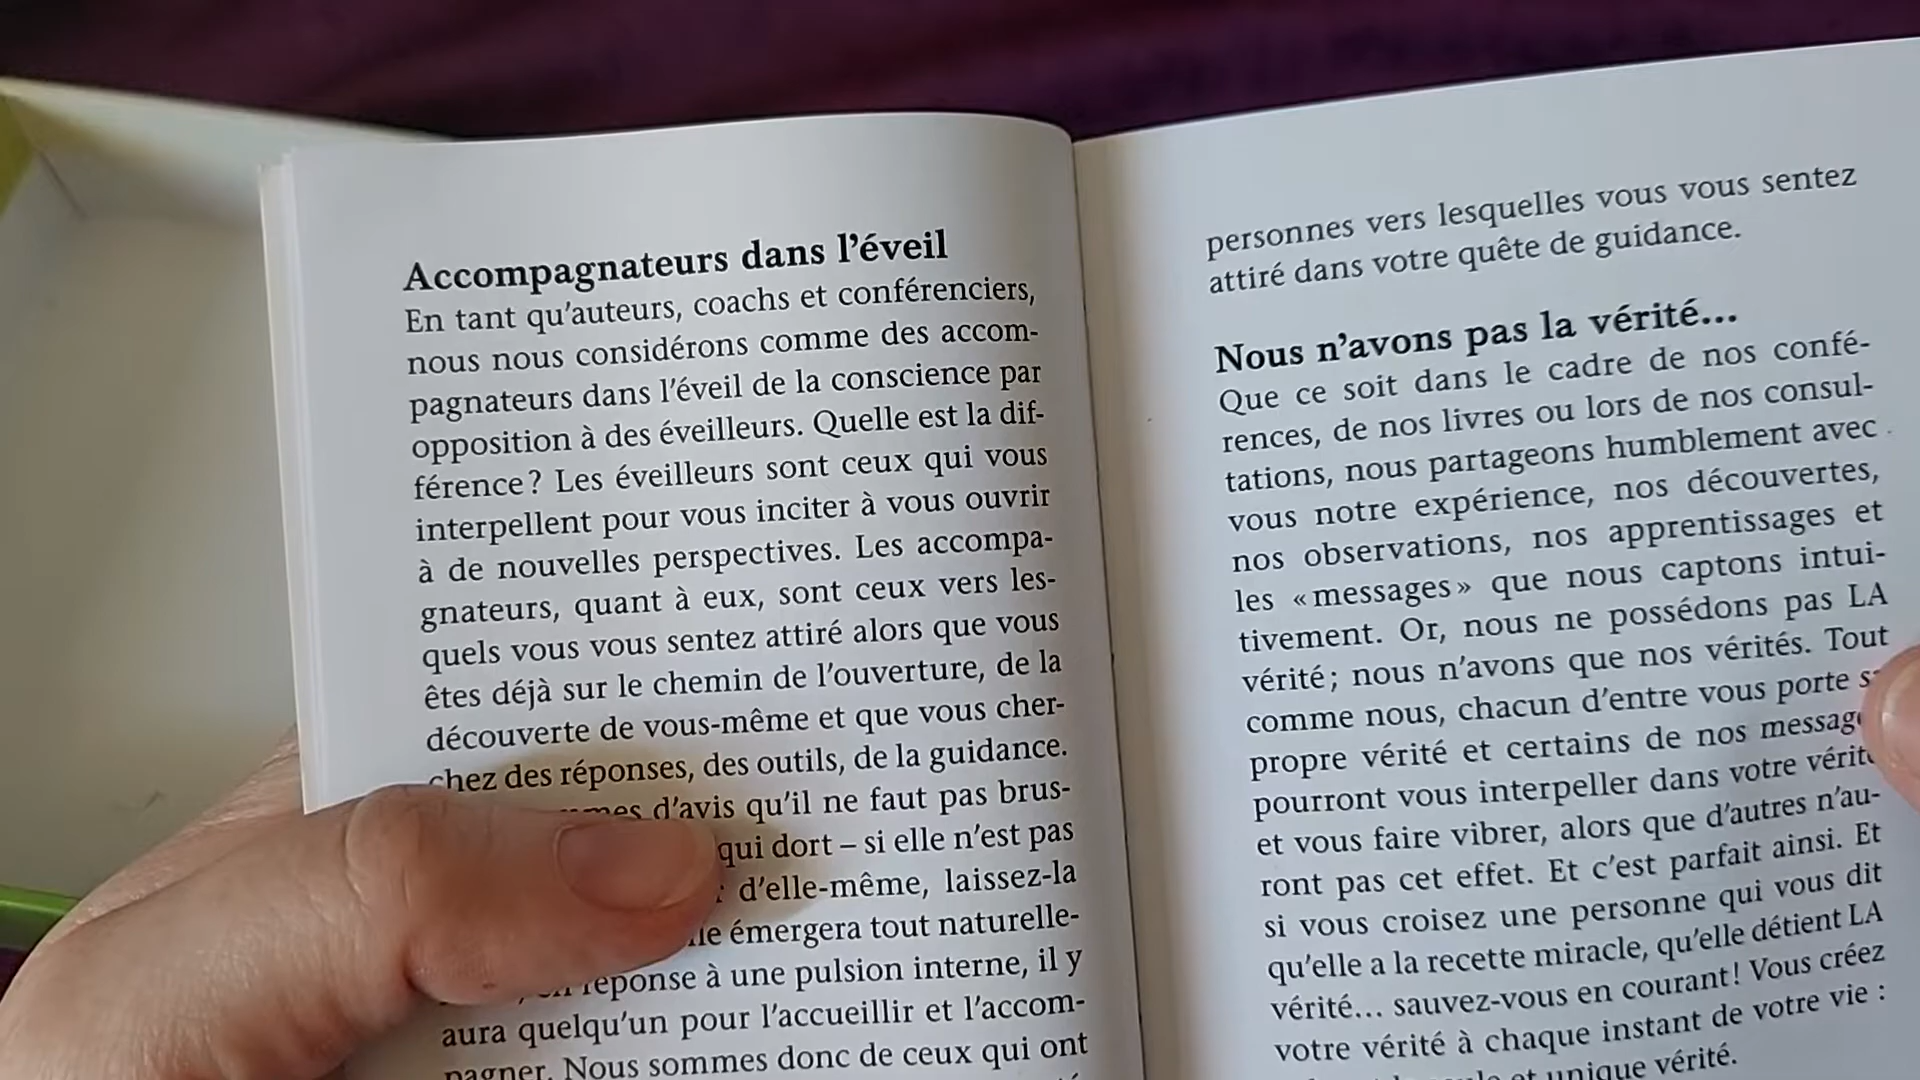 Accompagnateurs dans l'éveil
En tant qu'auteurs, coachs et conférenciers,
nous nous considérons comme des accom-
pagnateurs dans l'éveil de la conscience par
opposition à des éveilleurs. Quelle est la dif-
férence ? Les éveilleurs sont ceux qui vous
interpellent pour vous inciter à vous ouvrir
à de nouvelles perspectives. Les accompa-
gnateurs, quant à eux, sont ceux vers les-
quels vous vous sentez attiré alors que vous
êtes déjà sur le chemin de l'ouverture, de la
découverte de vous-même et que vous cher-
chez des réponses, des outils, de la guidance.
d'avis qu'il ne faut pas brus-
qui dort – si elle n'est pas
d'elle-même, laissez-la
émergera tout naturelle-
réponse à une pulsion interne, il y
aura quelqu'un pour l'accueillir et l'accom-
pagner. Nous sommes donc de ceux qui ont
personnes vers lesquelles vous vous sentez
attiré dans votre quête de guidance.
Nous n'avons pas la vérité...
Que ce soit dans le cadre de nos confé-
rences, de nos livres ou lors de nos consul-
tations, nous partageons humblement avec
vous notre expérience, nos découvertes,
nos observations, nos apprentissages et
les « messages » que nous captons intui-
tivement. Or, nous ne possédons pas LA
vérité ; nous n'avons que nos vérités. Tout
comme nous, chacun d'entre vous porte
propre vérité et certains de nos
pourront vous interpeller dans votre
et vous faire vibrer, alors que d'autres n'au-
ront pas cet effet. Et c'est parfait ainsi. Et
si vous croisez une personne qui vous dit
qu'elle a la recette miracle, qu'elle détient LA
vérité... sauvez-vous en courant ! Vous créez
votre vérité à chaque instant de votre vie :
et unique vérité.